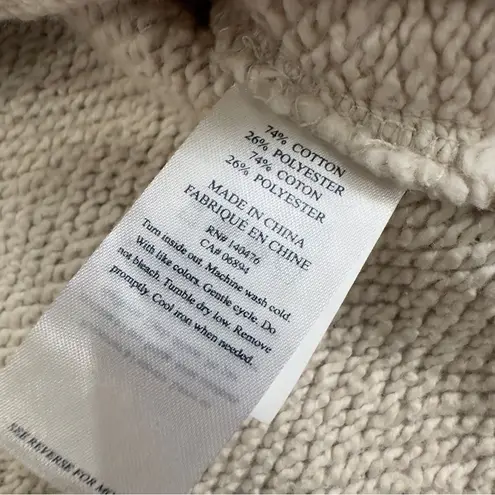 74% COTTON
26% POLYESTER
74% COTON
26% POLYESTER
MADE IN CHINA
FABRIQUÉ EN CHINE
RN# 140476
CA# 06894
Turn inside out. Machine wash cold.
With like colors. Gentle cycle. Do
not bleach. Tumble dry low. Remove
promptly. Cool iron when needed.
SEE REVERSE FOR